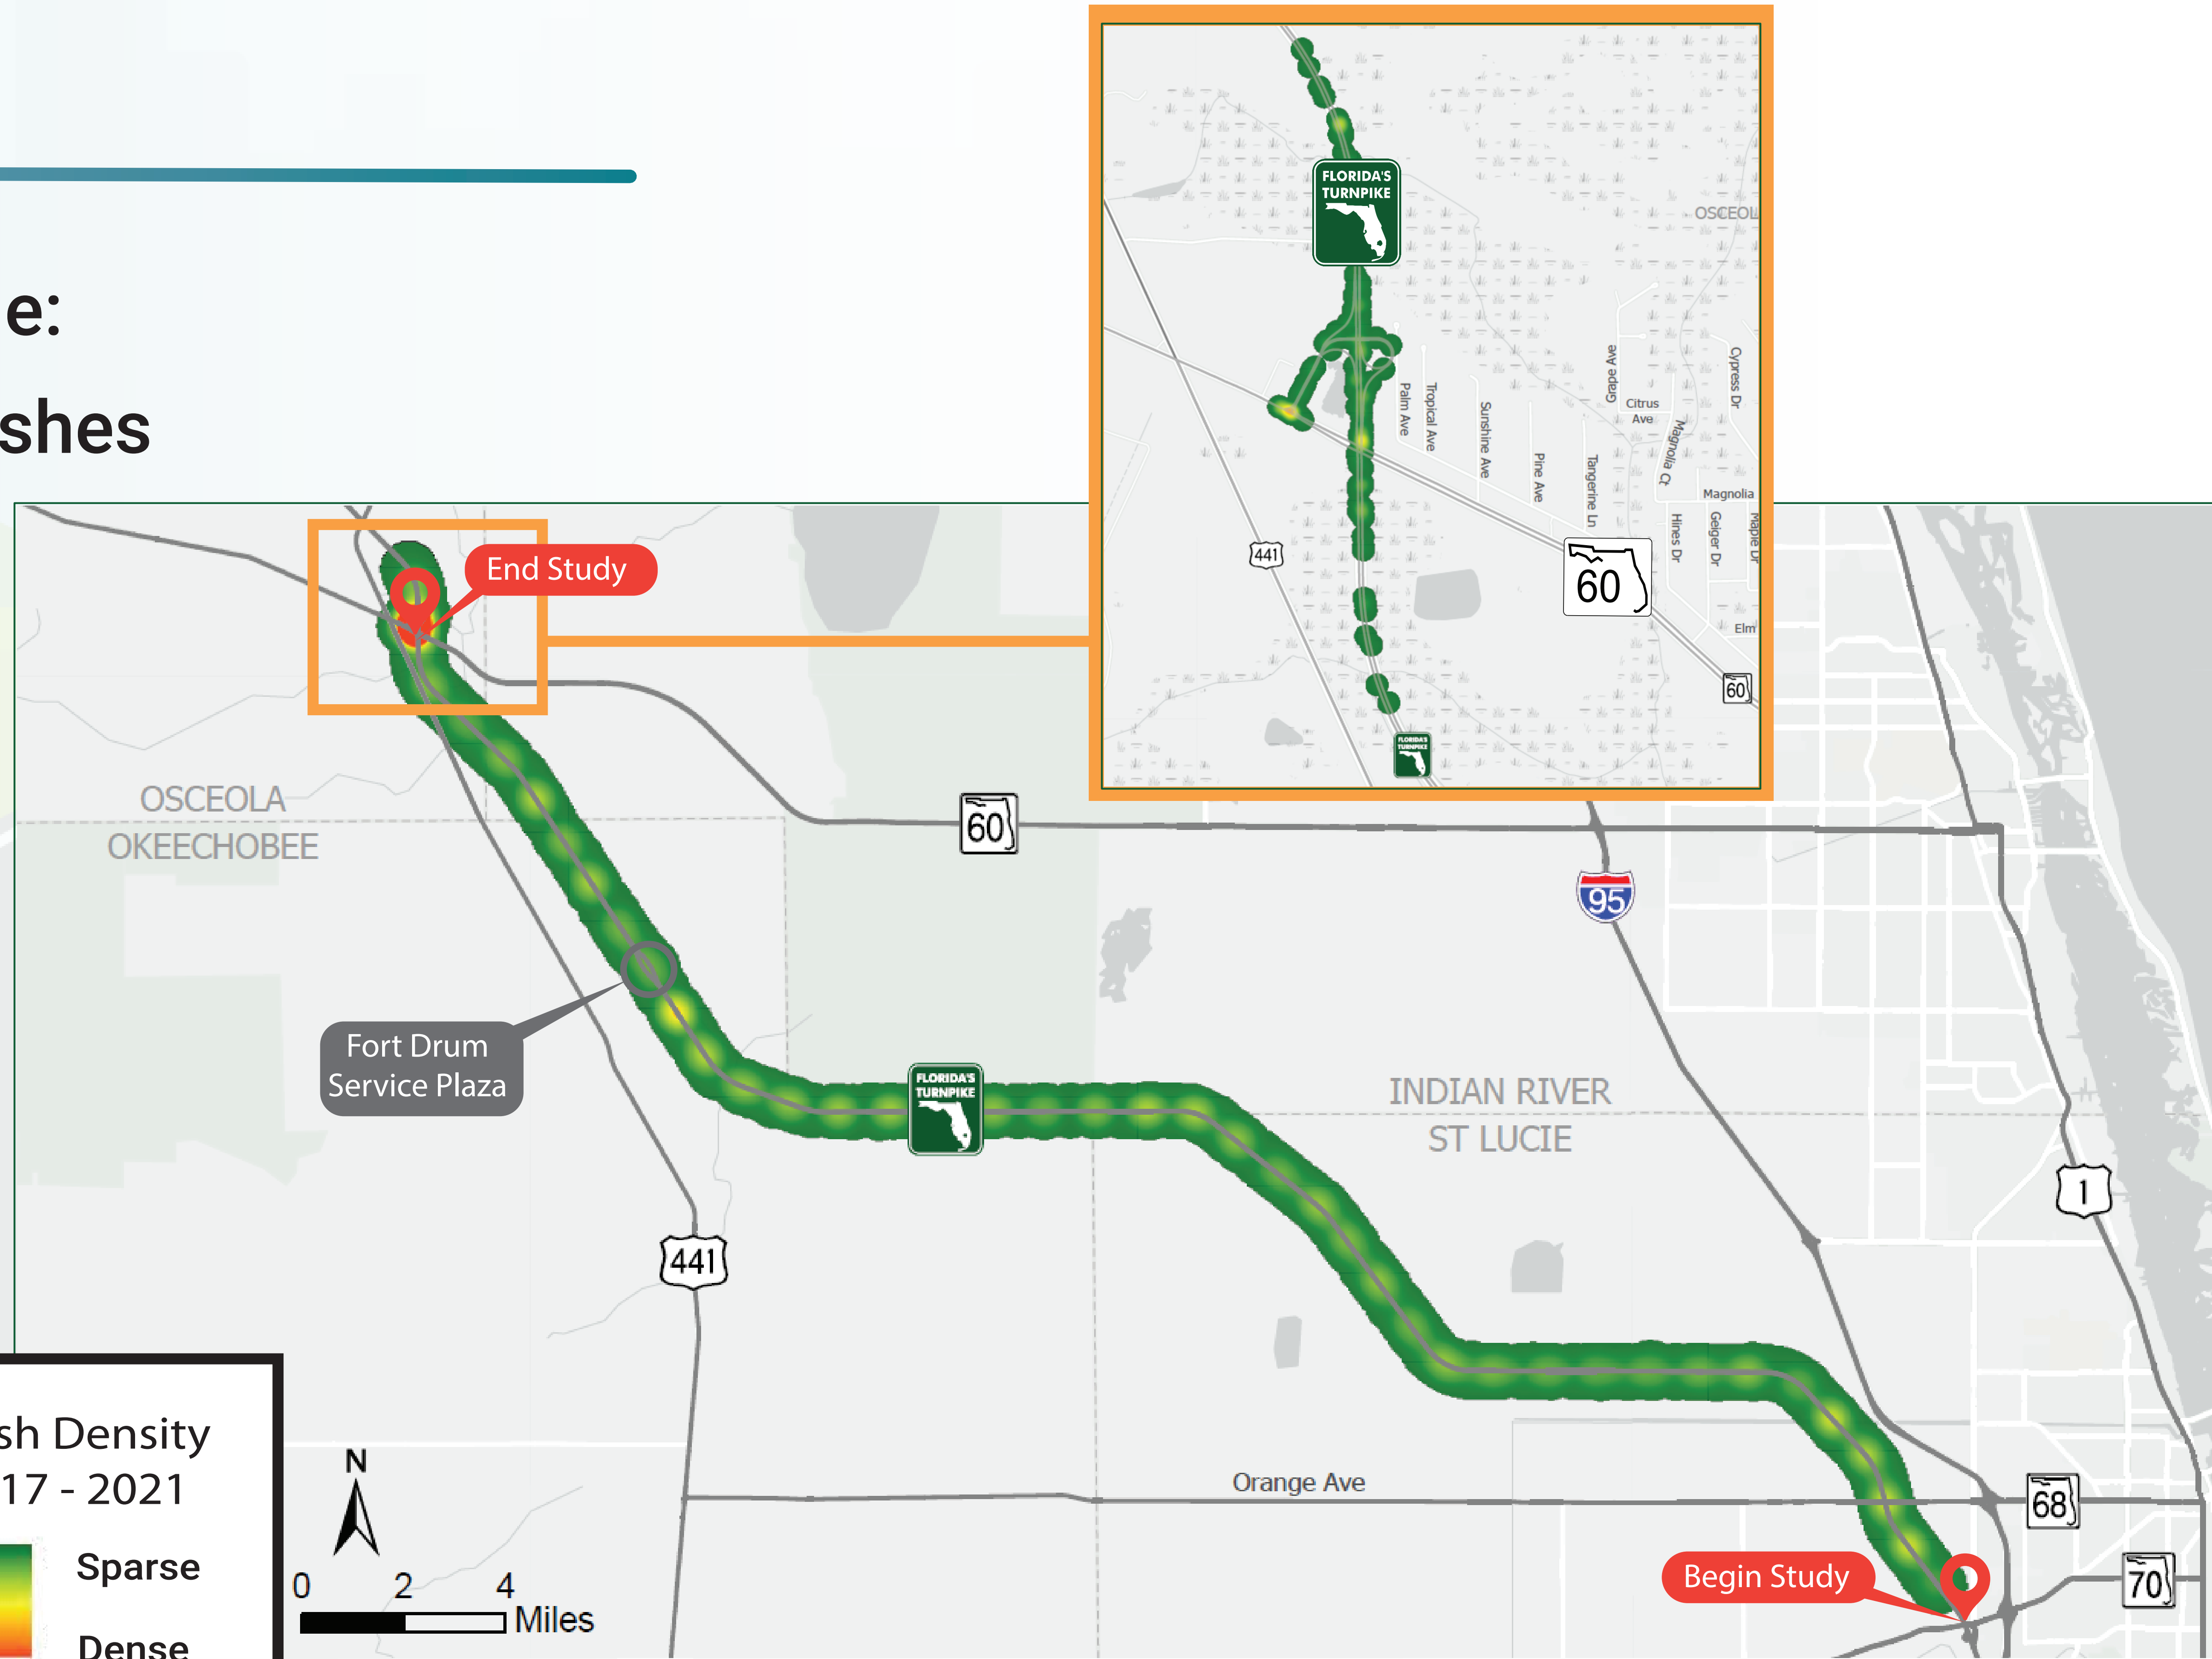 e:
shes
FLORIDA'S
TURNPIKE
OSCEOL
Grape Ave
Cypress Dr
Citrus
Ave
Palm Ave
Tropical Ave
Sunshine Ave
Pine Ave
Tangerine Ln
Magnolia Ct
Magnolia
Hines Dr
Geiger Dr
Maple Dr
441
60
Elm
60
FLORIDA'S
TURNPIKE
End Study
OSCEOLA
OKEECHOBEE
60
95
Fort Drum
Service Plaza
FLORIDA'S
TURNPIKE
INDIAN RIVER
ST LUCIE
1
441
sh Density
17 - 2021
Sparse
Dense
N
0 2 4
Miles
Orange Ave
68
Begin Study
70